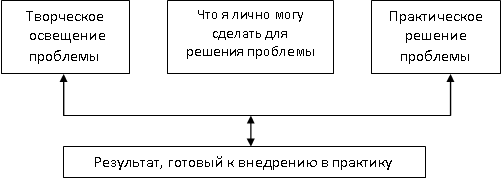 Творческое
освещение
проблемы
Что я лично могу
сделать для
решения проблемы
Практическое
решение
проблемы
Результат, готовый к внедрению в практику